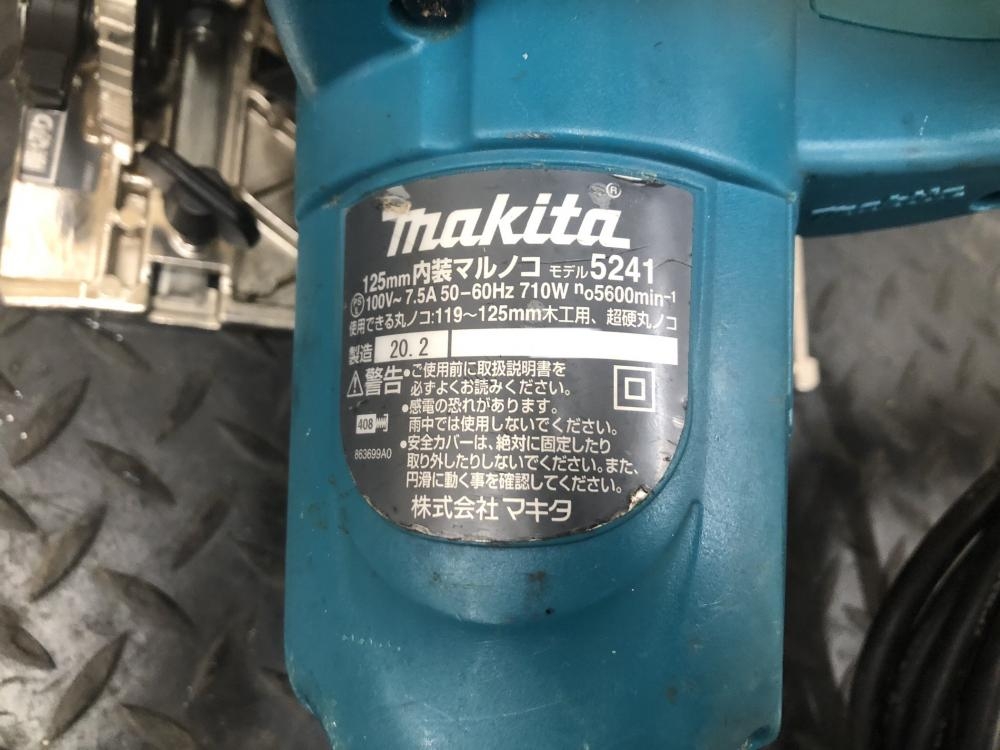 makita®
125mm内装マルノコ モデル5241
100V~ 7.5A 50-60Hz 710W n₀5600min⁻¹
使用できる丸ノコ:119~125mm木工用、超硬丸ノコ
製造 20.2
警告 •ご使用前に取扱説明書を
必ずよくお読みください。
•感電の恐れがあります。
雨中では使用しないでください。
•安全カバーは、絶対に固定したり
取り外したりしないでください。また、
円滑に動く事を確認してください。
408
863699A0
株式会社 マキタ